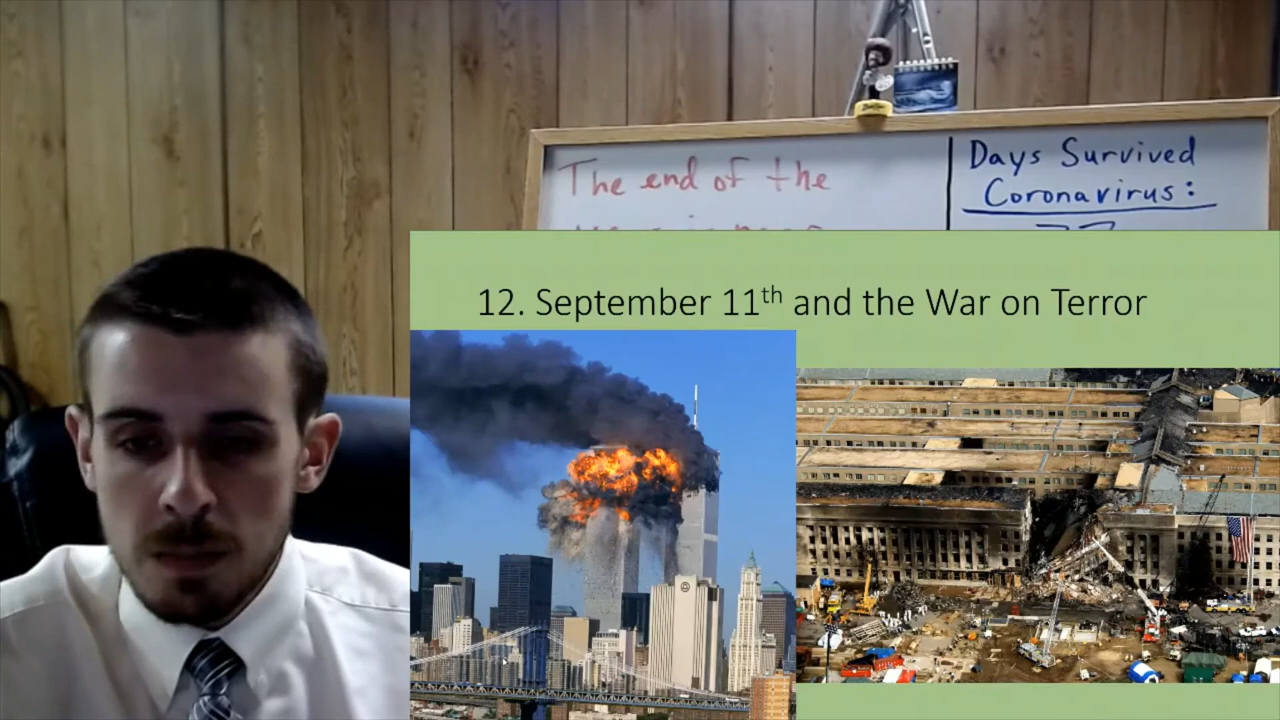 The end of the
Days Survived
Coronavirus:
12. September 11th and the War on Terror